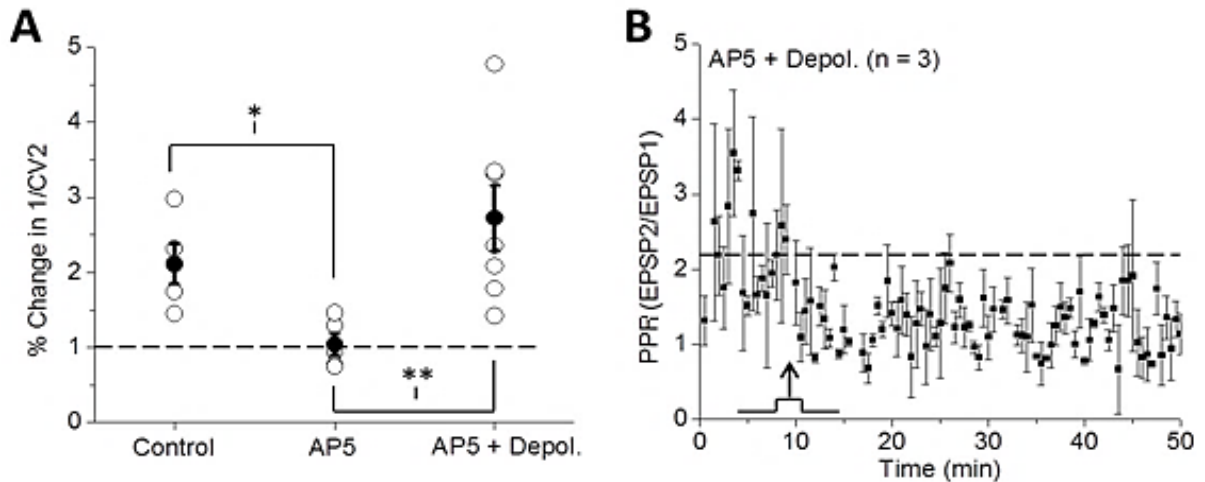 A
% Change in 1/CV2
5
4
3
2
1
0
*
**
Control
AP5
AP5 + Depol.
B
PPR (EPSP2/EPSP1)
5
4
3
2
1
0
AP5 + Depol. (n = 3)
0
10
20
30
40
50
Time (min)